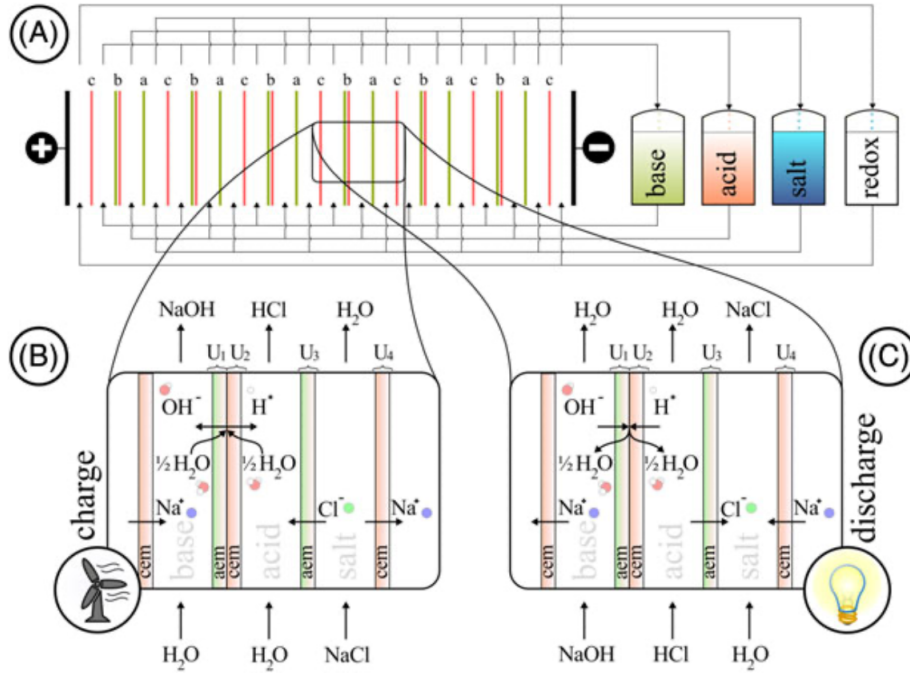 (A)
c b a c b a c b a c b a c b a c b a c
+
−
base
acid
salt
redox
(B)
NaOH HCl H₂O
U₁ U₂ U₃ U₄
OH⁻ H⁺
½H₂O ½H₂O
Na⁺ Cl⁻ Na⁺
base acid salt
cem aem cem aem cem
charge
H₂O H₂O NaCl
(C)
H₂O H₂O NaCl
U₁ U₂ U₃ U₄
OH⁻ H⁺
½H₂O ½H₂O
Na⁺ Cl⁻ Na⁺
base acid salt
cem aem cem aem cem
discharge
NaOH HCl H₂O